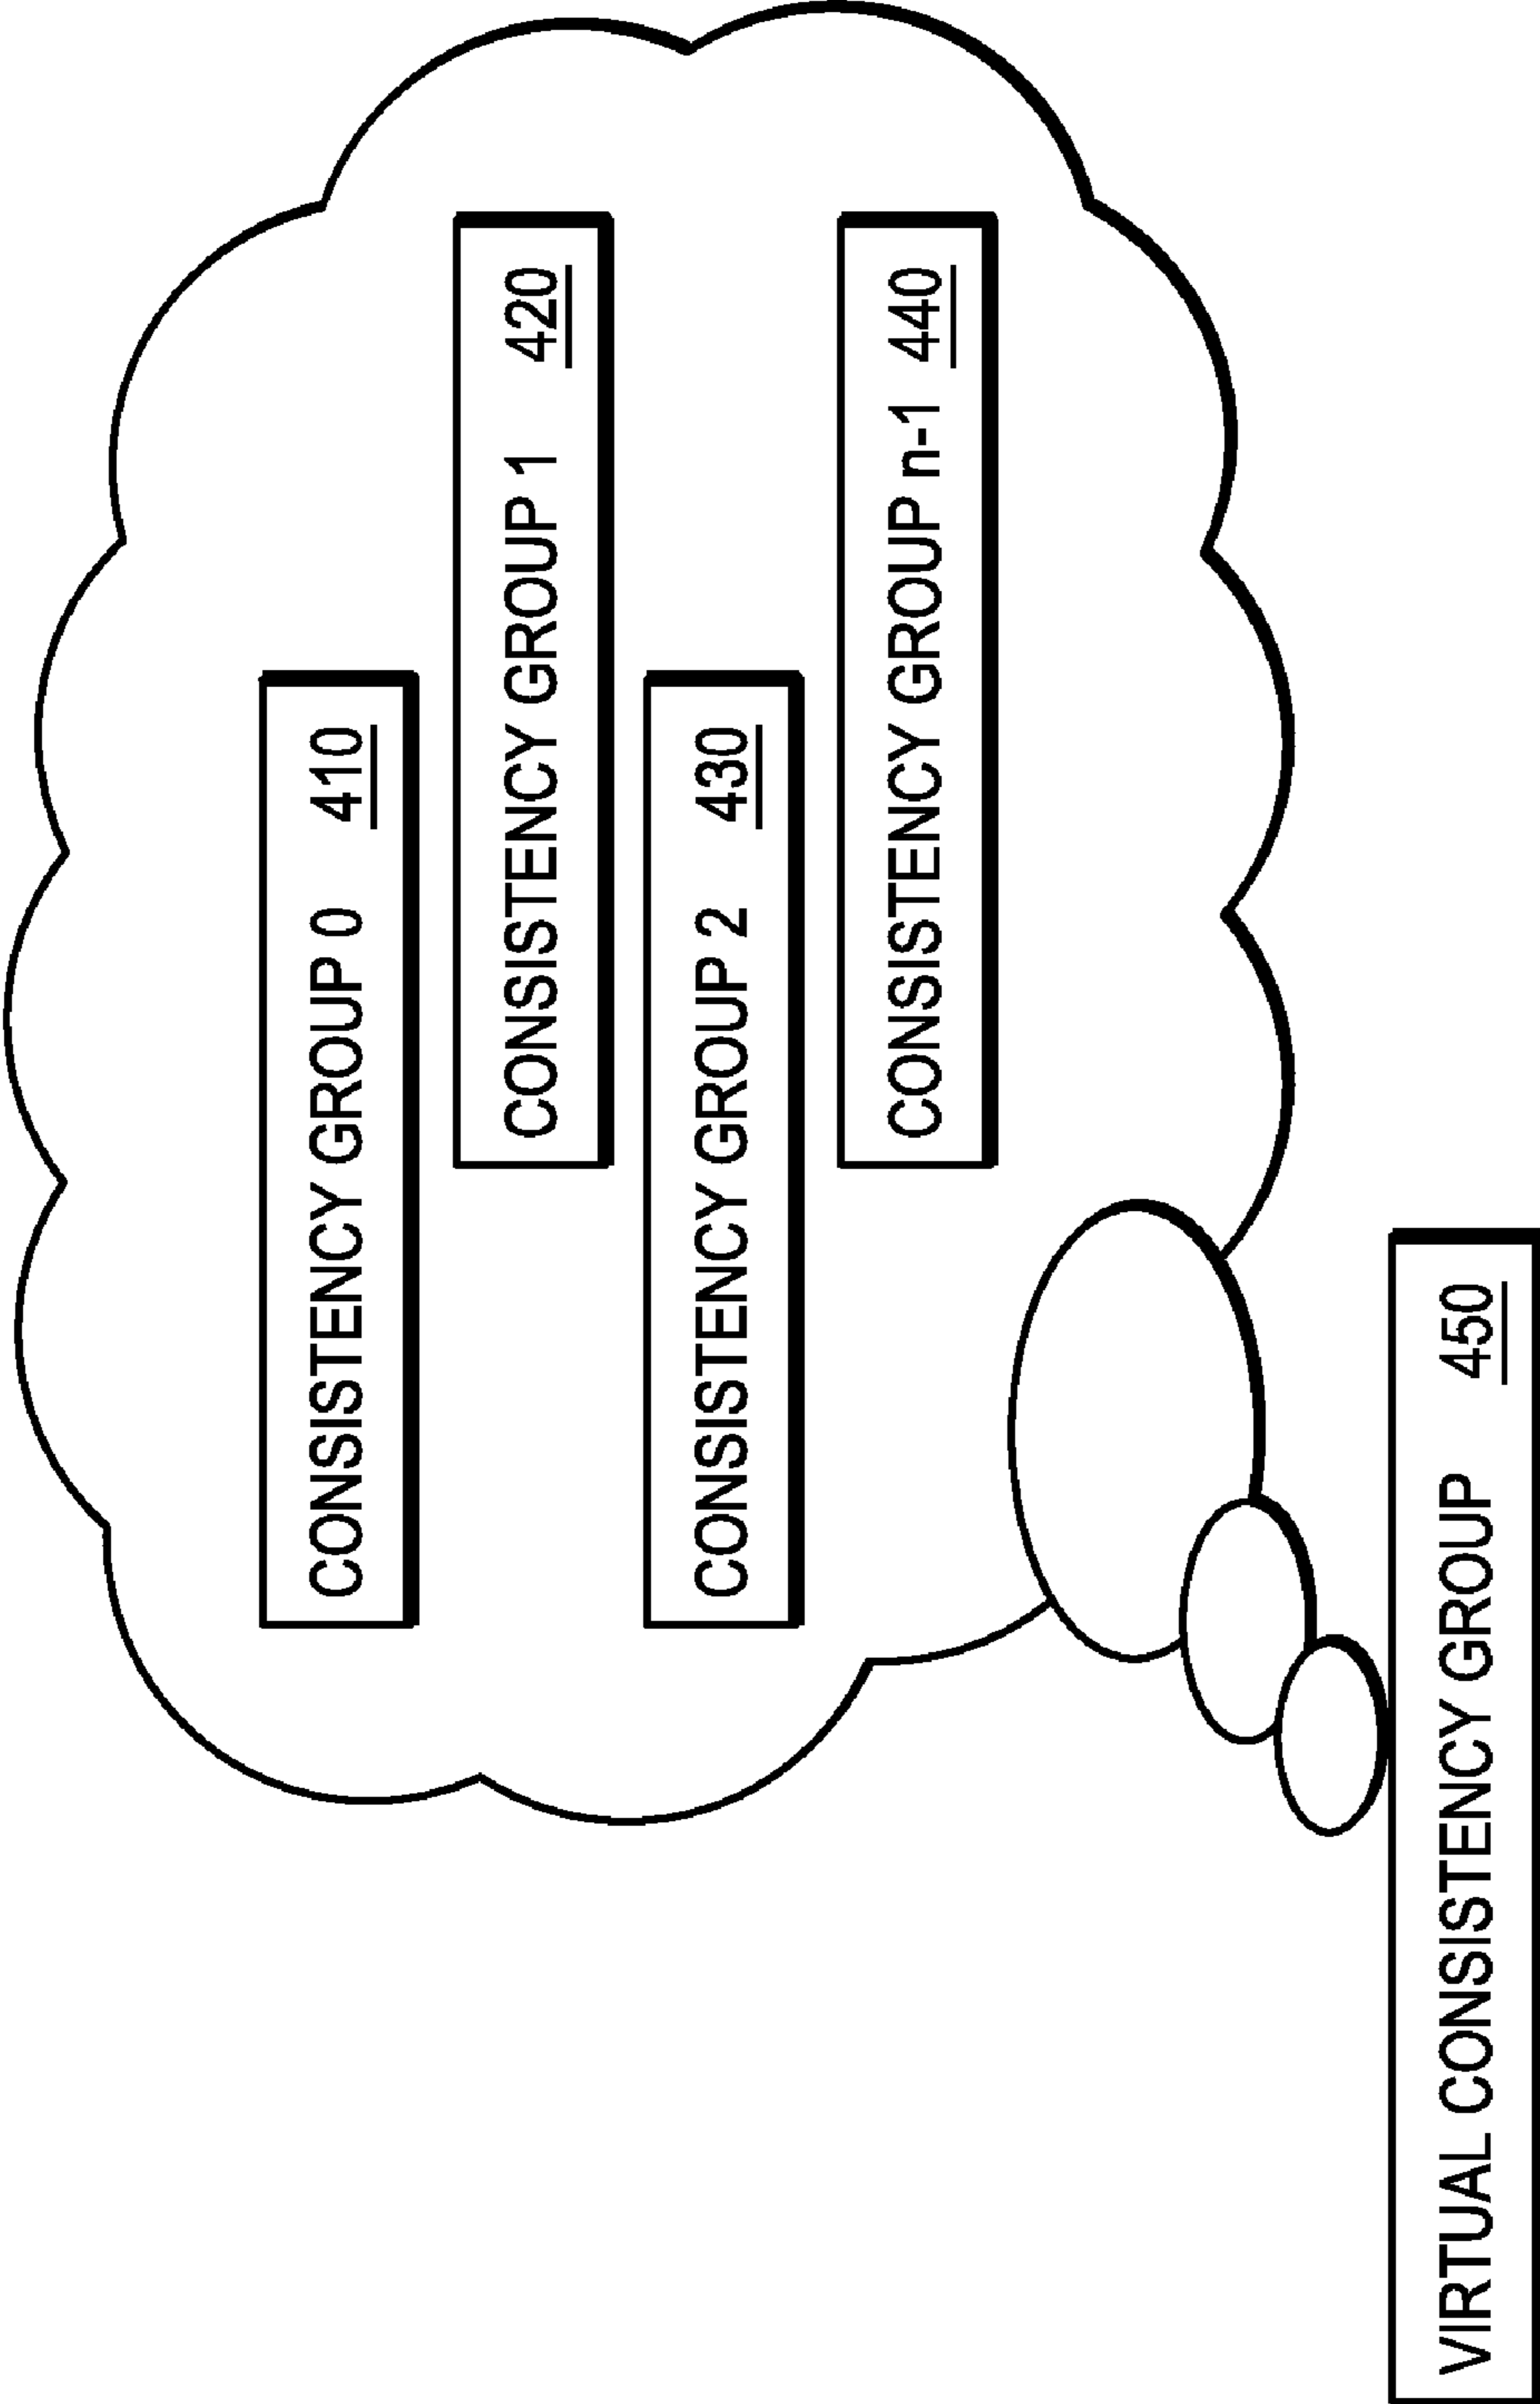 CONSISTENCY GROUP 0 410
CONSISTENCY GROUP 1 420
CONSISTENCY GROUP 2 430
CONSISTENCY GROUP n-1 440
VIRTUAL CONSISTENCY GROUP 450